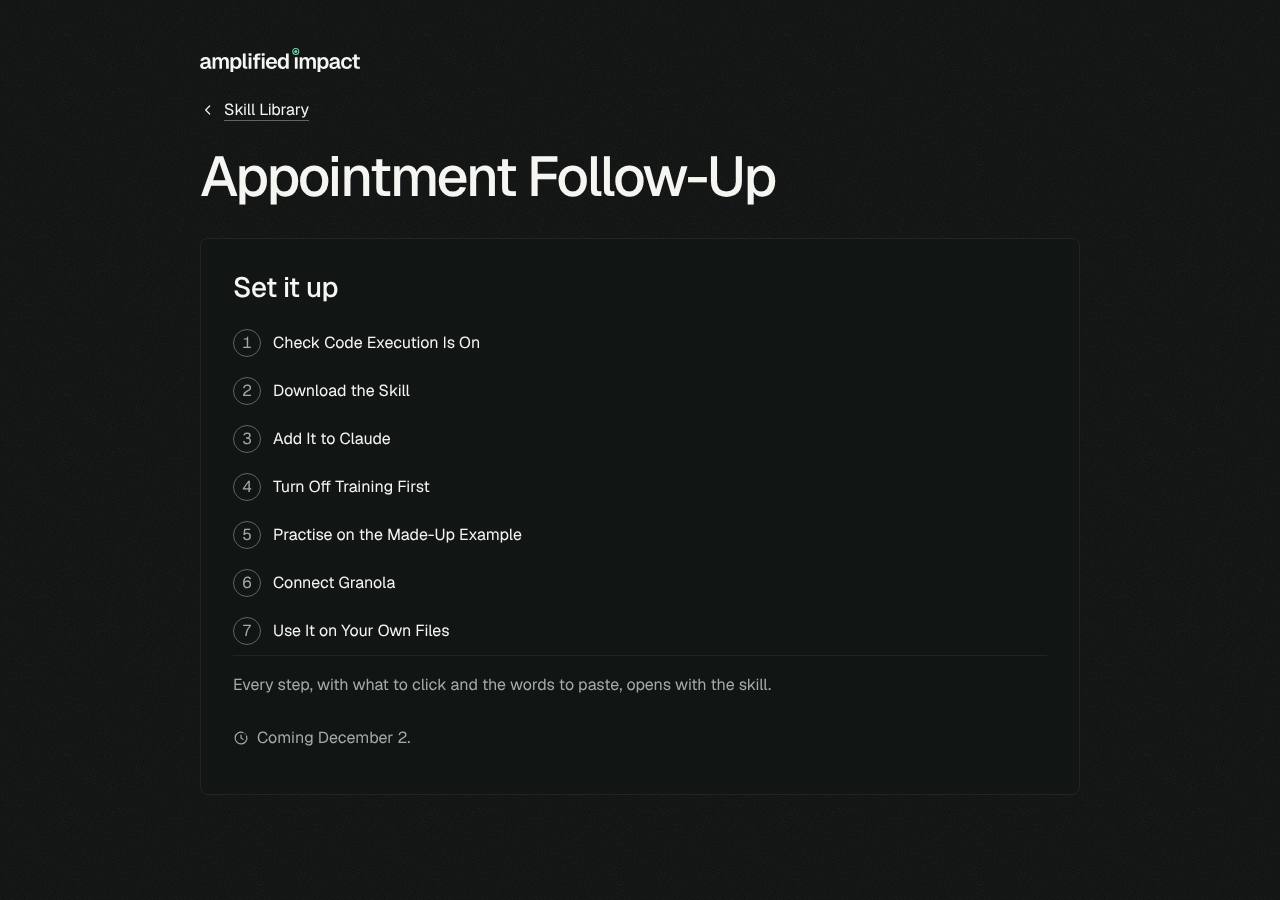 amplified impact
Skill Library
Appointment Follow-Up
Set it up
1 Check Code Execution Is On
2 Download the Skill
3 Add It to Claude
4 Turn Off Training First
5 Practise on the Made-Up Example
6 Connect Granola
7 Use It on Your Own Files
Every step, with what to click and the words to paste, opens with the skill.
Coming December 2.